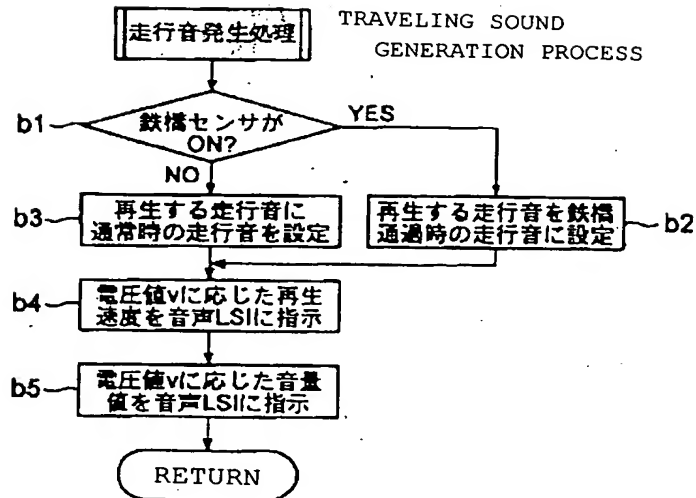 走行音発生処理
TRAVELING SOUND
GENERATION PROCESS
b1
鉄橋センサが
ON?
YES
NO
b3
再生する走行音に
通常時の走行音を設定
再生する走行音を鉄橋
通過時の走行音に設定
b2
b4
電圧値vに応じた再生
速度を音声LSIに指示
b5
電圧値vに応じた音量
値を音声LSIに指示
RETURN